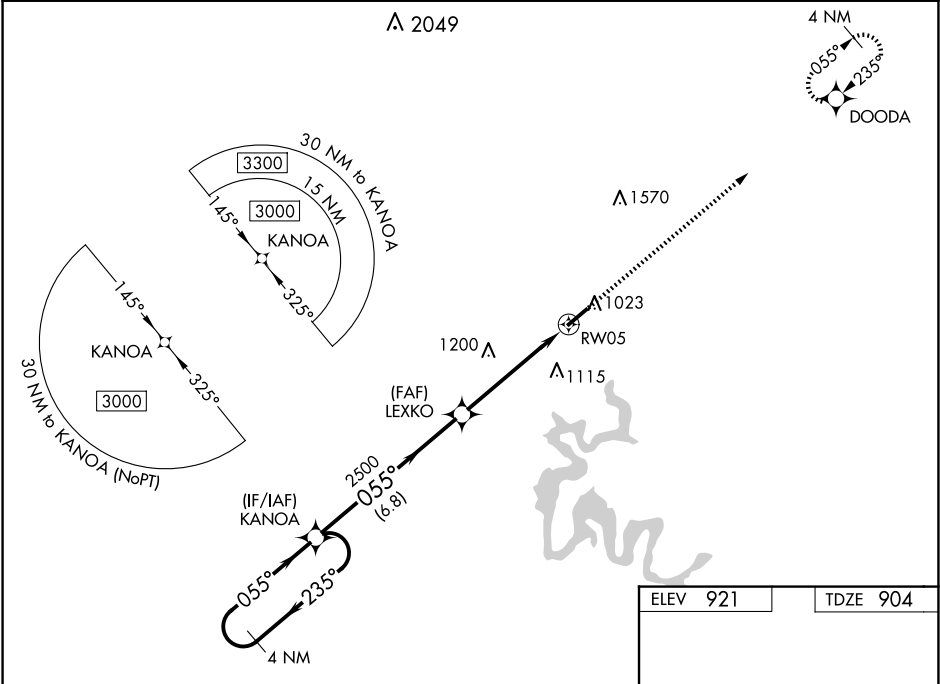 2049
4 NM
055°
235°
DOODA
30 NM to KANOA
3300
15 NM
3000
145°
KANOA
325°
1570
145°
KANOA
325°
3000
30 NM to KANOA (NoPT)
1023
RW05
1200
1115
(FAF)
LEXKO
2500
055°
(6.8)
(IF/IAF)
KANOA
055°
235°
4 NM
ELEV 921
TDZE 904